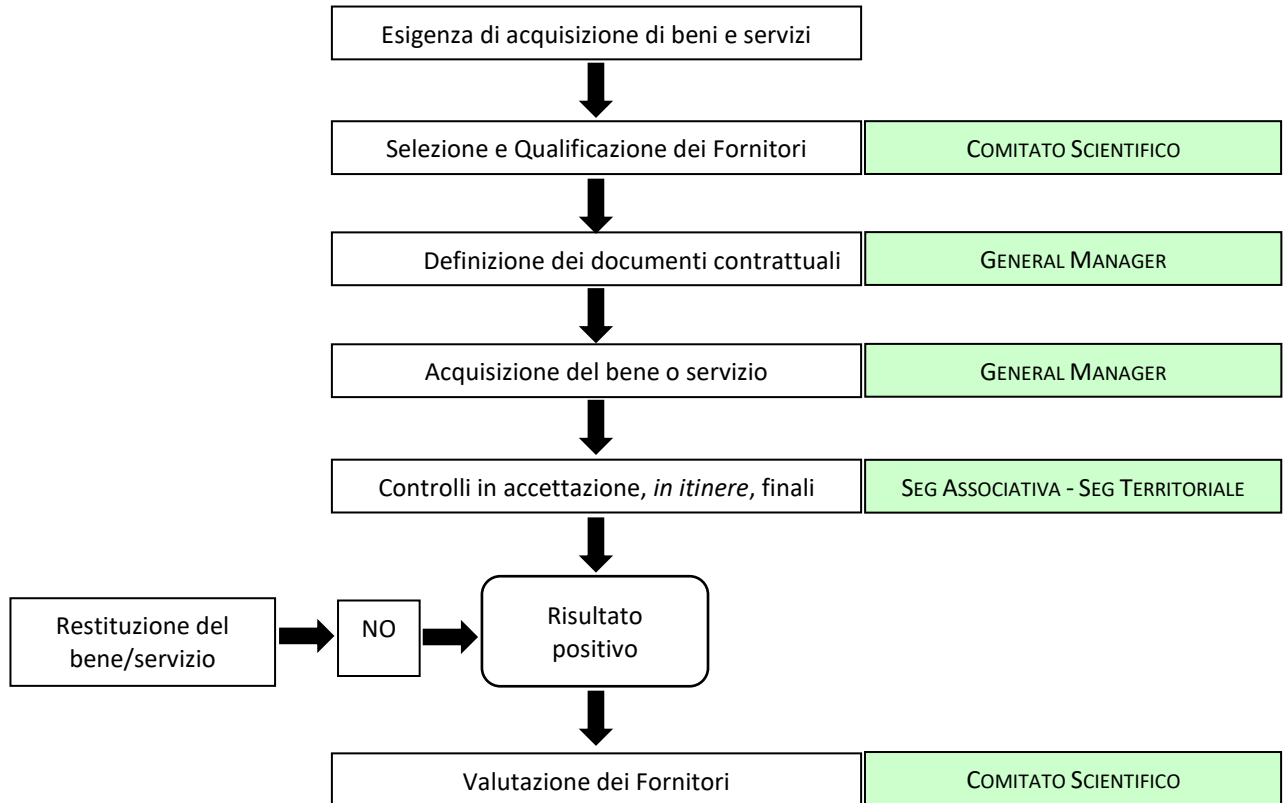 Esigenza di acquisizione di beni e servizi
Selezione e Qualificazione dei Fornitori
COMITATO SCIENTIFICO
Definizione dei documenti contrattuali
GENERAL MANAGER
Acquisizione del bene o servizio
GENERAL MANAGER
Controlli in accettazione, in itinere, finali
SEG ASSOCIATIVA - SEG TERRITORIALE
Restituzione del
bene/servizio
NO
Risultato
positivo
Valutazione dei Fornitori
COMITATO SCIENTIFICO